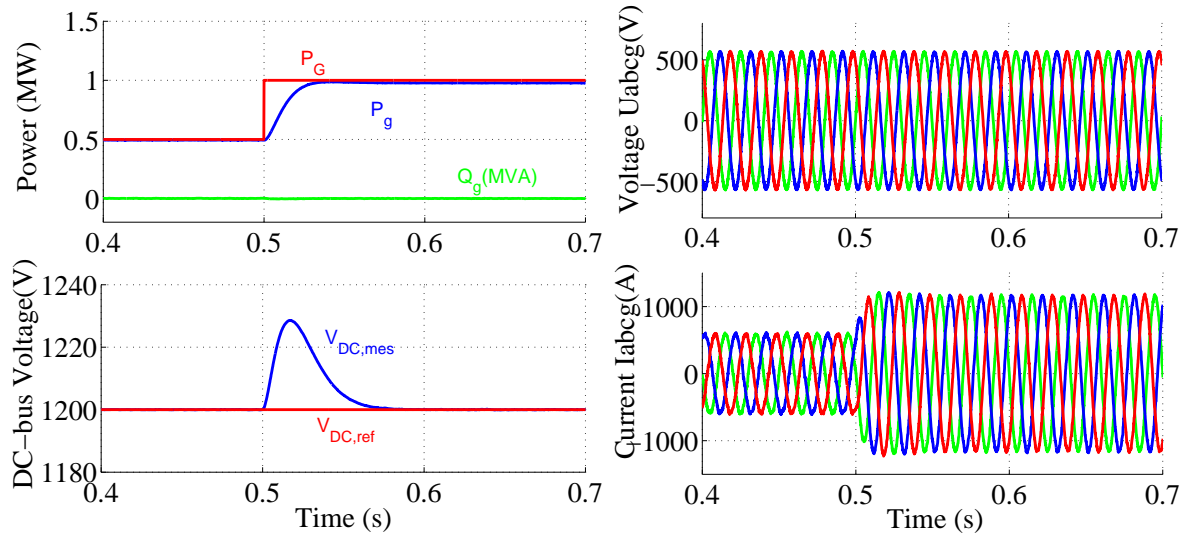 Power (MW)
1.5
1
0.5
0
P_G
P_g
Q_g(MVA)
0.4 0.5 0.6 0.7
Voltage Uabcg(V)
500
0
−500
0.4 0.5 0.6 0.7
DC−bus Voltage(V)
1240
1220
1200
1180
V_DC,mes
V_DC,ref
0.4 0.5 0.6 0.7
Time (s)
Current Iabcg(A)
1000
0
−1000
0.4 0.5 0.6 0.7
Time (s)